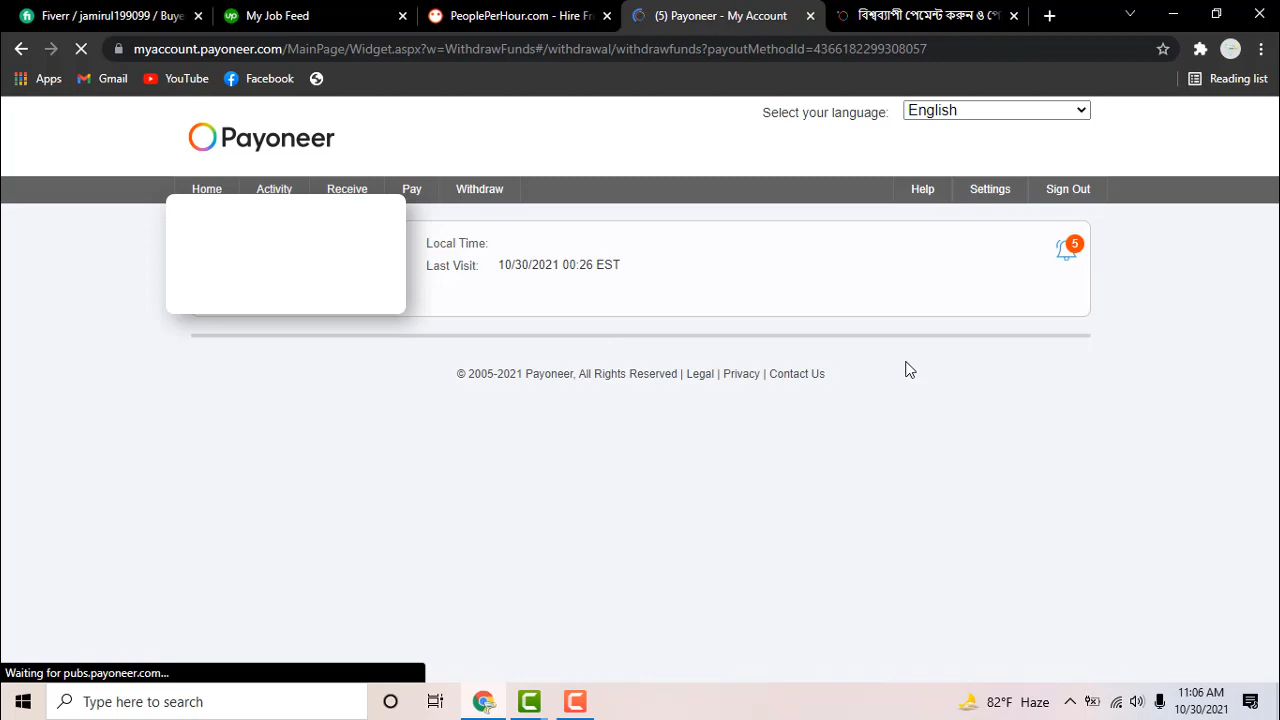 Fiverr / jamirul199099 / Buye
My Job Feed
PeoplePerHour.com - Hire Fr
(5) Payoneer - My Account
বিশ্বব্যাপী পেমেন্ট করুন ও পে
myaccount.payoneer.com/MainPage/Widget.aspx?w=WithdrawFunds#/withdrawal/withdrawfunds?payoutMethodId=4366182299308057
Apps
Gmail
YouTube
Facebook
Reading list
Select your language:
English
Payoneer
Home
Activity
Receive
Pay
Withdraw
Help
Settings
Sign Out
Local Time:
5
Last Visit: 10/30/2021 00:26 EST
© 2005-2021 Payoneer, All Rights Reserved | Legal | Privacy | Contact Us
Waiting for pubs.payoneer.com...
Type here to search
82°F Haze
11:06 AM
10/30/2021